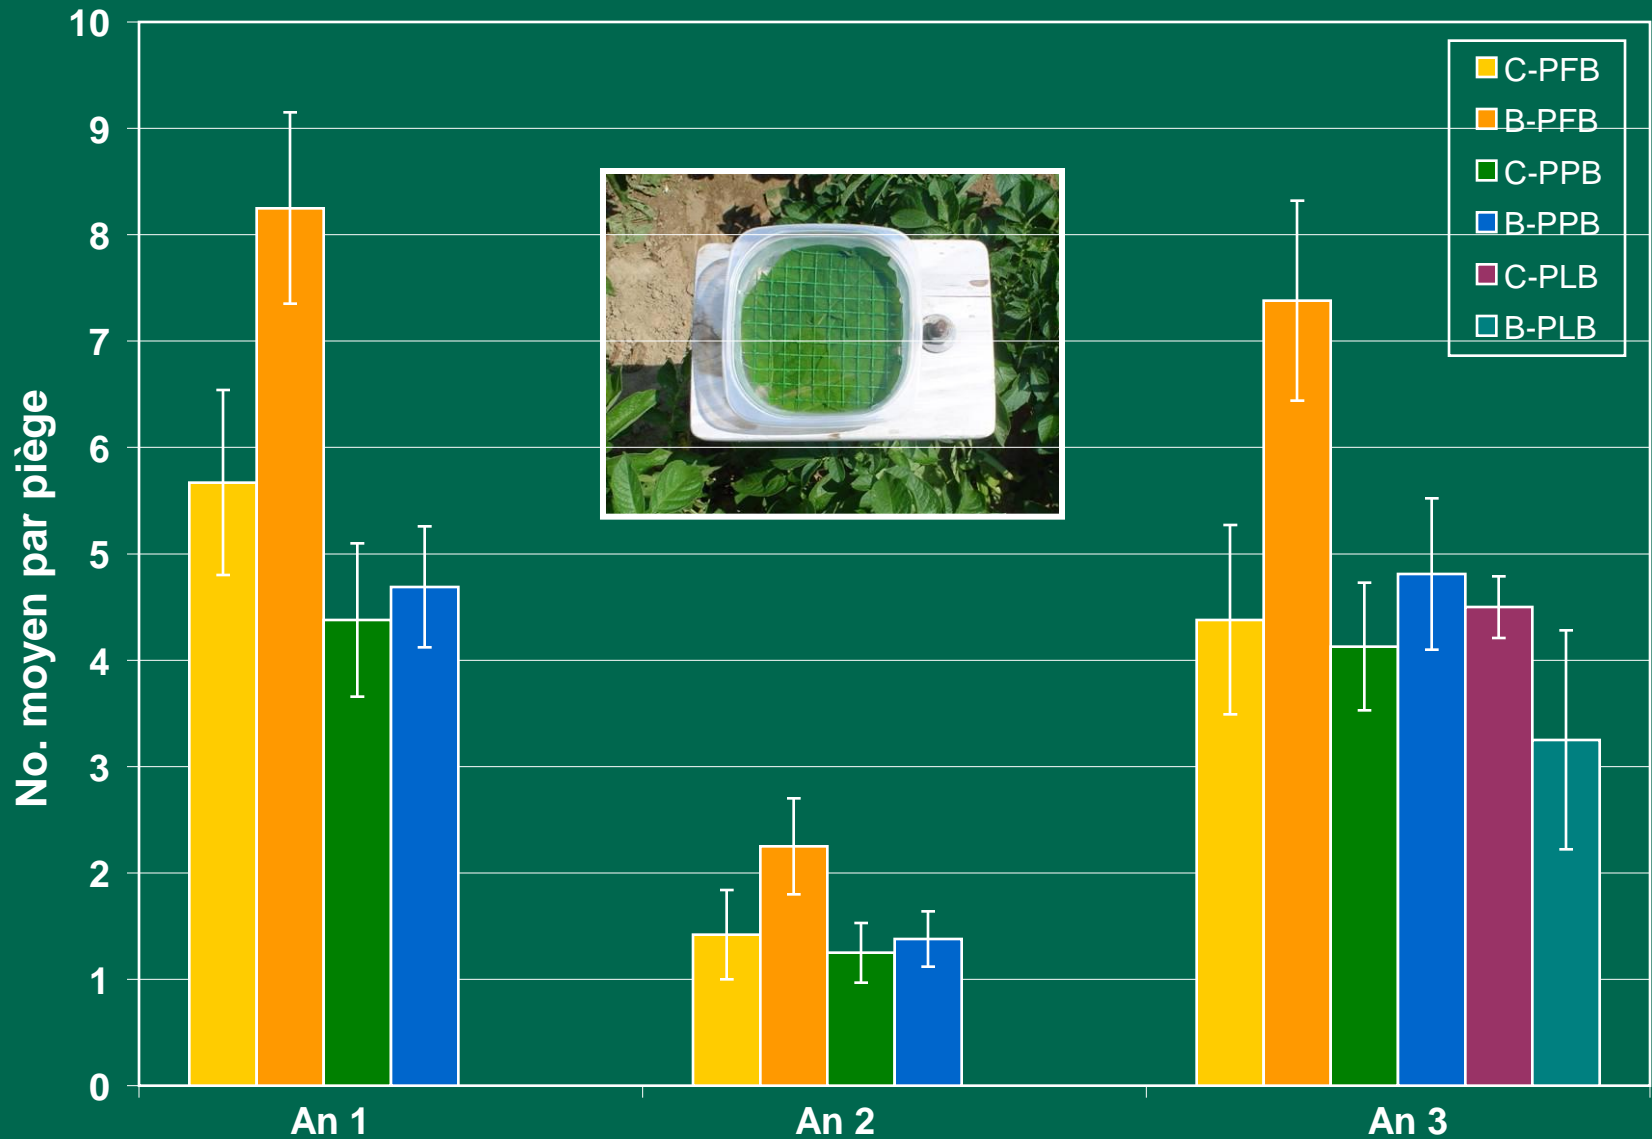 10
9
8
7
6
5
4
3
2
1
0
No. moyen par piège
An 1
An 2
An 3
C-PFB
B-PFB
C-PPB
B-PPB
C-PLB
B-PLB